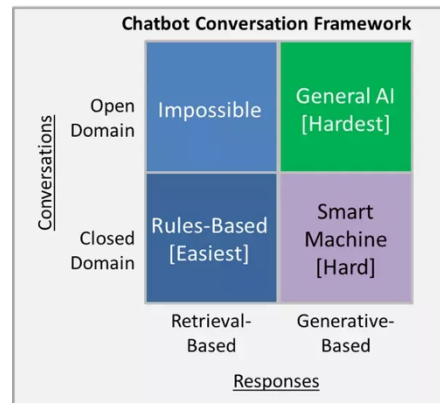 Chatbot Conversation Framework
Conversations
Open
Domain
Impossible
General AI
[Hardest]
Closed
Domain
Rules-Based
[Easiest]
Smart
Machine
[Hard]
Retrieval-
Based
Generative-
Based
Responses